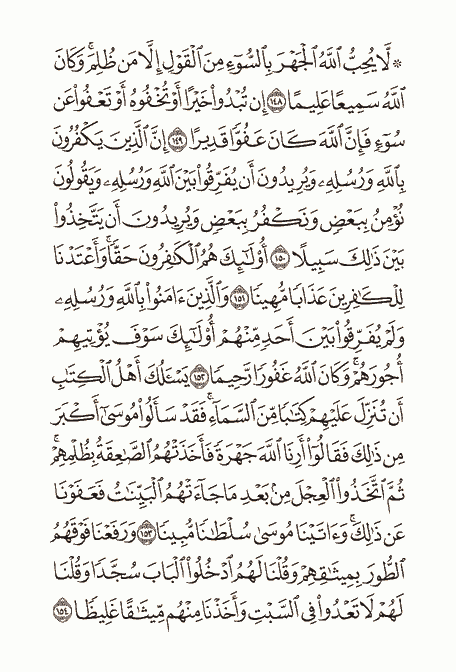 ۞ لَّا يُحِبُّ ٱللَّهُ ٱلۡجَهۡرَ بِٱلسُّوٓءِ مِنَ ٱلۡقَوۡلِ إِلَّا مَن ظُلِمَۚ وَكَانَ
ٱللَّهُ سَمِيعًا عَلِيمًا ١٤٨ إِن تُبۡدُواْ خَيۡرًا أَوۡ تُخۡفُوهُ أَوۡ تَعۡفُواْ عَن
سُوٓءٖ فَإِنَّ ٱللَّهَ كَانَ عَفُوّٗا قَدِيرًا ١٤٩ إِنَّ ٱلَّذِينَ يَكۡفُرُونَ
بِٱللَّهِ وَرُسُلِهِۦ وَيُرِيدُونَ أَن يُفَرِّقُواْ بَيۡنَ ٱللَّهِ وَرُسُلِهِۦ وَيَقُولُونَ
نُؤۡمِنُ بِبَعۡضٖ وَنَكۡفُرُ بِبَعۡضٖ وَيُرِيدُونَ أَن يَتَّخِذُواْ
بَيۡنَ ذَٰلِكَ سَبِيلًا ١٥٠ أُوْلَٰٓئِكَ هُمُ ٱلۡكَٰفِرُونَ حَقّٗاۚ وَأَعۡتَدۡنَا
لِلۡكَٰفِرِينَ عَذَابٗا مُّهِينٗا ١٥١ وَٱلَّذِينَ ءَامَنُواْ بِٱللَّهِ وَرُسُلِهِۦ
وَلَمۡ يُفَرِّقُواْ بَيۡنَ أَحَدٖ مِّنۡهُمۡ أُوْلَٰٓئِكَ سَوۡفَ يُؤۡتِيهِمۡ
أُجُورَهُمۡۚ وَكَانَ ٱللَّهُ غَفُورٗا رَّحِيمٗا ١٥٢ يَسۡـَٔلُكَ أَهۡلُ ٱلۡكِتَٰبِ
أَن تُنَزِّلَ عَلَيۡهِمۡ كِتَٰبٗا مِّنَ ٱلسَّمَآءِۚ فَقَدۡ سَأَلُواْ مُوسَىٰٓ أَكۡبَرَ
مِن ذَٰلِكَ فَقَالُوٓاْ أَرِنَا ٱللَّهَ جَهۡرَةٗ فَأَخَذَتۡهُمُ ٱلصَّٰعِقَةُ بِظُلۡمِهِمۡۚ
ثُمَّ ٱتَّخَذُواْ ٱلۡعِجۡلَ مِنۢ بَعۡدِ مَا جَآءَتۡهُمُ ٱلۡبَيِّنَٰتُ فَعَفَوۡنَا
عَن ذَٰلِكَۚ وَءَاتَيۡنَا مُوسَىٰ سُلۡطَٰنٗا مُّبِينٗا ١٥٣ وَرَفَعۡنَا فَوۡقَهُمُ
ٱلطُّورَ بِمِيثَٰقِهِمۡ وَقُلۡنَا لَهُمُ ٱدۡخُلُواْ ٱلۡبَابَ سُجَّدٗا وَقُلۡنَا
لَهُمۡ لَا تَعۡدُواْ فِي ٱلسَّبۡتِ وَأَخَذۡنَا مِنۡهُم مِّيثَٰقًا غَلِيظٗا ١٥٤